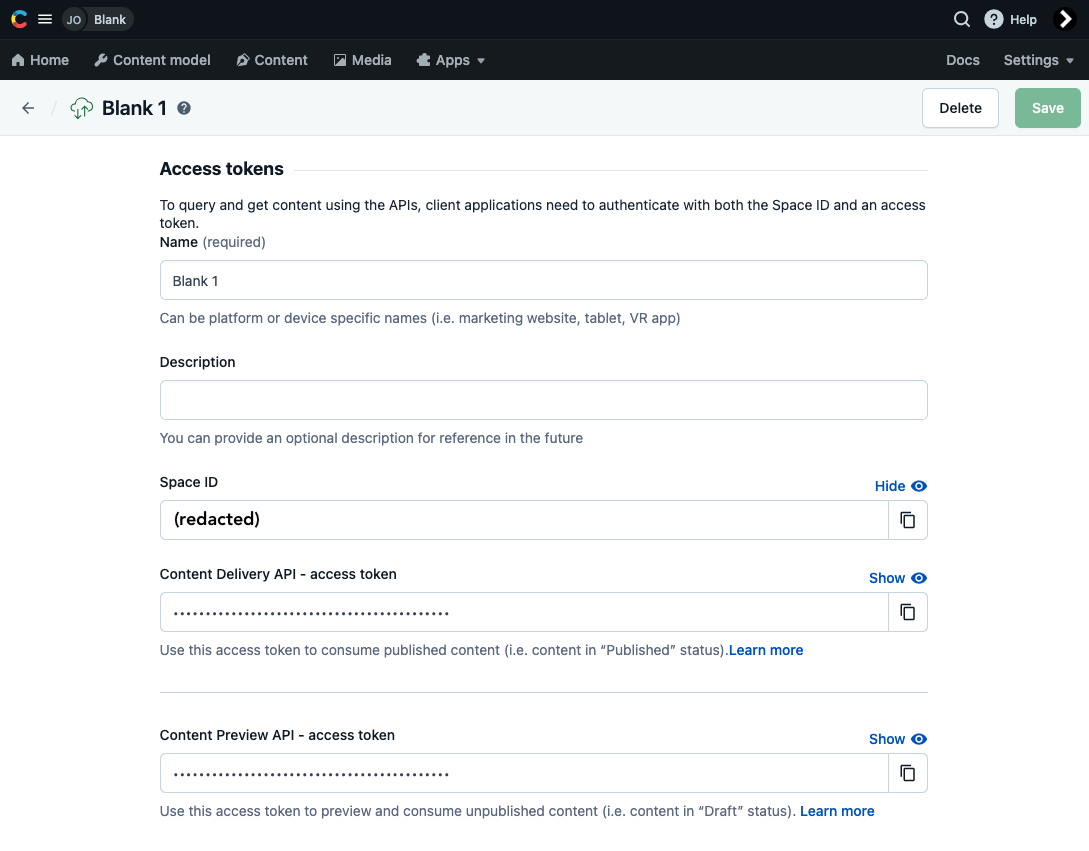 JO Blank Help
Home Content model Content Media Apps Docs Settings
Blank 1 Delete Save
Access tokens
To query and get content using the APIs, client applications need to authenticate with both the Space ID and an access
token.
Name (required)
Blank 1
Can be platform or device specific names (i.e. marketing website, tablet, VR app)
Description
You can provide an optional description for reference in the future
Space ID Hide
(redacted)
Content Delivery API - access token Show
Use this access token to consume published content (i.e. content in “Published” status).Learn more
Content Preview API - access token Show
Use this access token to preview and consume unpublished content (i.e. content in “Draft” status). Learn more